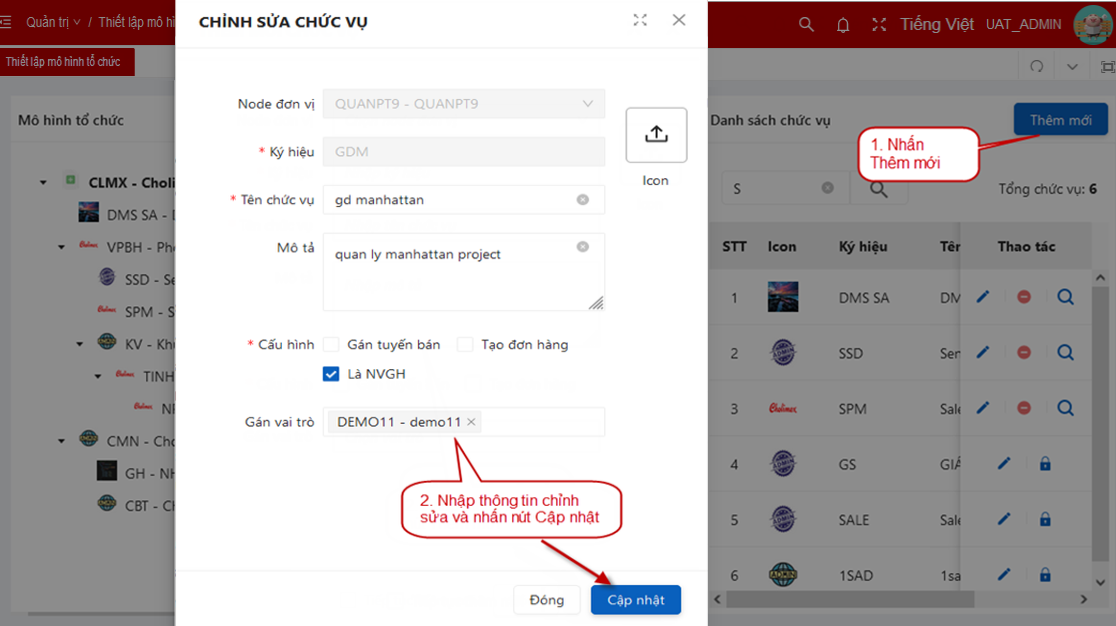 Quản trị / Thiết lập mô hì
CHỈNH SỬA CHỨC VỤ
Tiếng Việt UAT_ADMIN
Thiết lập mô hình tổ chức
Mô hình tổ chức
CLMX - Choli
DMS SA -
VPBH - Ph
SSD - Se
SPM - S
KV - Kh
TINH
CMN - Cho
GH - NH
CBT - C
Node đơn vị QUANPT9 - QUANPT9
* Ký hiệu GDM
Icon
* Tên chức vụ gd manhattan
Mô tả quan ly manhattan project
* Cấu hình Gán tuyến bán Tạo đơn hàng
Là NVGH
Gán vai trò DEMO11 - demo11
2. Nhập thông tin chỉnh
sửa và nhấn nút Cập nhật
Đóng Cập nhật
Danh sách chức vụ Thêm mới
1. Nhấn
Thêm mới
S Tổng chức vụ: 6
STT Icon Ký hiệu Tên Thao tác
1 DMS SA DM
2 SSD Sen
3 Cholimex SPM Sale
4 GS GIÁ
5 SALE Sale
6 1SAD 1sa